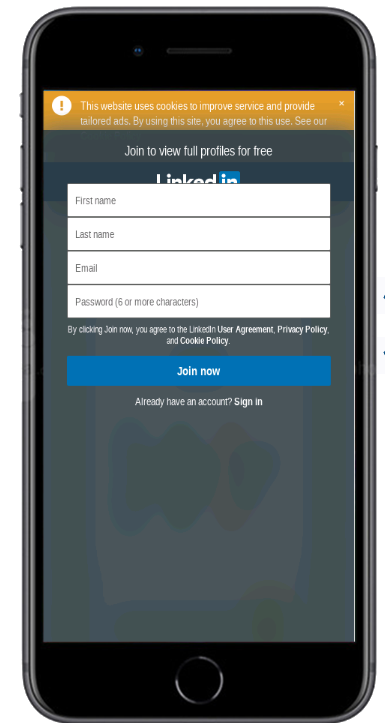 This website uses cookies to improve service and provide
tailored ads. By using this site, you agree to this use. See our
×
Join to view full profiles for free
Linked in
First name
Last name
Email
Password (6 or more characters)
By clicking Join now, you agree to the LinkedIn User Agreement, Privacy Policy,
and Cookie Policy.
Join now
Already have an account? Sign in